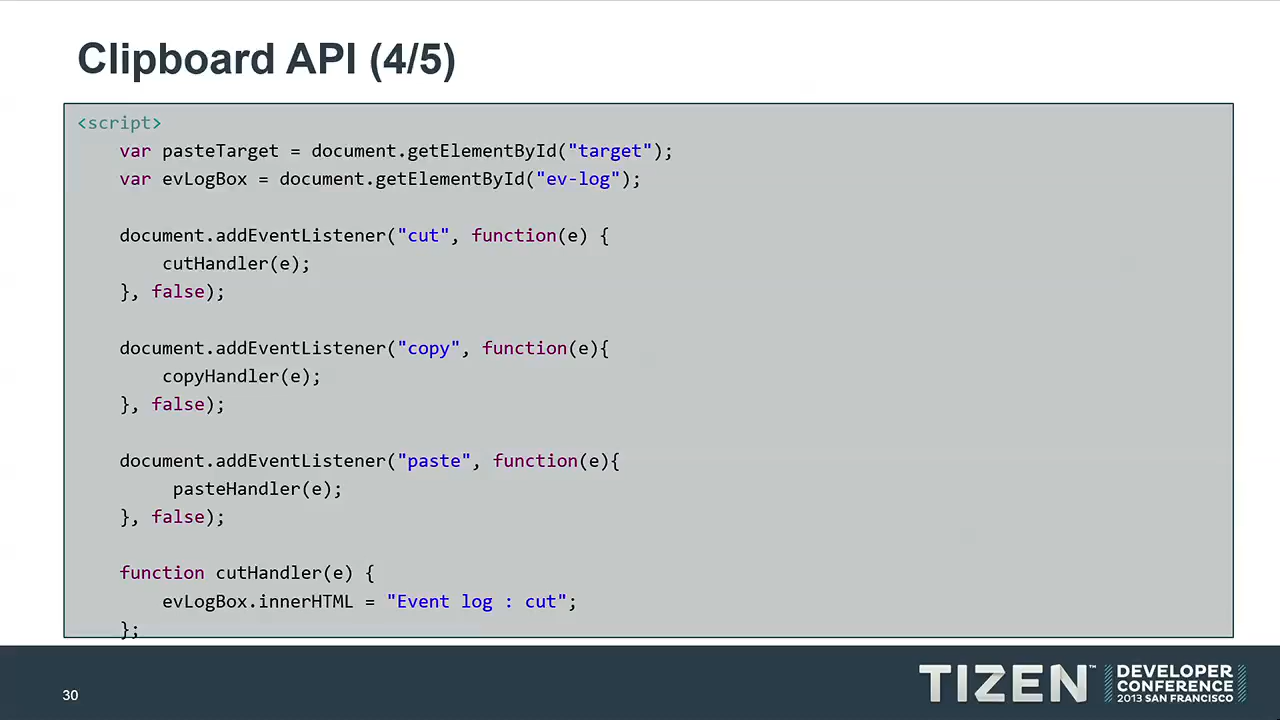 Clipboard API (4/5)
<script>
var pasteTarget = document.getElementById("target");
var evLogBox = document.getElementById("ev-log");
document.addEventListener("cut", function(e) {
cutHandler(e);
}, false);
document.addEventListener("copy", function(e){
copyHandler(e);
}, false);
document.addEventListener("paste", function(e){
pasteHandler(e);
}, false);
function cutHandler(e) {
evLogBox.innerHTML = "Event log : cut";
};
30
TIZEN™
DEVELOPER
CONFERENCE
2013 SAN FRANCISCO